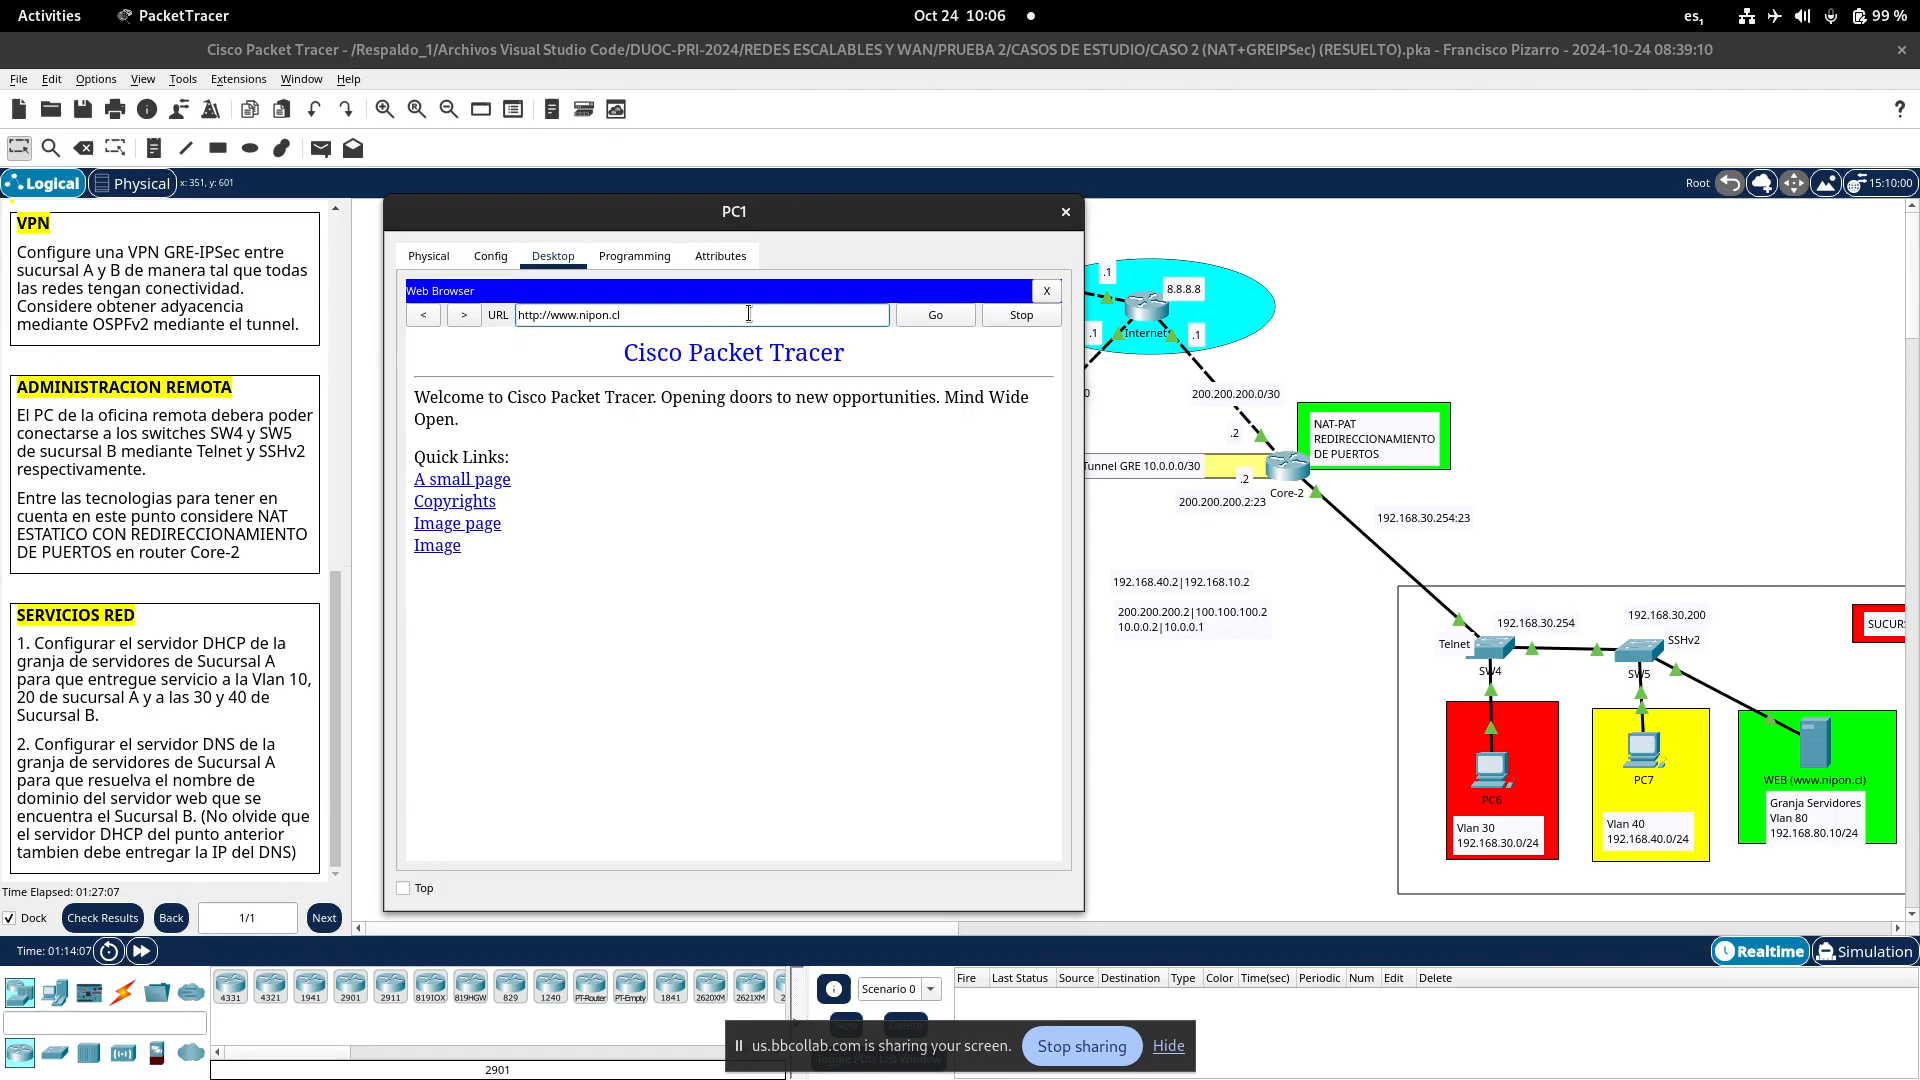 Activities
PacketTracer
Oct 24 10:06
es1
99 %
Cisco Packet Tracer - /Respaldo_1/Archivos Visual Studio Code/DUOC-PRI-2024/REDES ESCALABLES Y WAN/PRUEBA 2/CASOS DE ESTUDIO/CASO 2 (NAT+GREIPSec) (RESUELTO).pka - Francisco Pizarro - 2024-10-24 08:39:10
File Edit Options View Tools Extensions Window Help
Logical
Physical
x: 351, y: 601
Root
15:10:00
VPN
Configure una VPN GRE-IPSec entre
sucursal A y B de manera tal que todas
las redes tengan conectividad.
Considere obtener adyacencia
mediante OSPFv2 mediante el tunnel.
ADMINISTRACION REMOTA
El PC de la oficina remota debera poder
conectarse a los switches SW4 y SW5
de sucursal B mediante Telnet y SSHv2
respectivamente.
Entre las tecnologias para tener en
cuenta en este punto considere NAT
ESTATICO CON REDIRECCIONAMIENTO
DE PUERTOS en router Core-2
SERVICIOS RED
1. Configurar el servidor DHCP de la
granja de servidores de Sucursal A
para que entregue servicio a la Vlan 10,
20 de sucursal A y a las 30 y 40 de
Sucursal B.
2. Configurar el servidor DNS de la
granja de servidores de Sucursal A
para que resuelva el nombre de
dominio del servidor web que se
encuentra el Sucursal B. (No olvide que
el servidor DHCP del punto anterior
tambien debe entregar la IP del DNS)
Time Elapsed: 01:27:07
Dock
Check Results
Back
1/1
Next
PC1
Physical
Config
Desktop
Programming
Attributes
Web Browser
X
<
>
URL
http://www.nipon.cl
Go
Stop
Cisco Packet Tracer
Welcome to Cisco Packet Tracer. Opening doors to new opportunities. Mind Wide
Open.
Quick Links:
A small page
Copyrights
Image page
Image
Top
.1
8.8.8.8
.1
Internet
.1
0
200.200.200.0/30
.2
NAT-PAT
REDIRECCIONAMIENTO
DE PUERTOS
Tunnel GRE 10.0.0.0/30
.2
Core-2
200.200.200.2:23
192.168.30.254:23
192.168.40.2|192.168.10.2
200.200.200.2|100.100.100.2
10.0.0.2|10.0.0.1
Telnet
192.168.30.254
192.168.30.200
SSHv2
SUCURS
SW4
SW5
PC6
PC7
WEB (www.nipon.cl)
Vlan 30
192.168.30.0/24
Vlan 40
192.168.40.0/24
Granja Servidores
Vlan 80
192.168.80.10/24
Time: 01:14:07
Realtime
Simulation
4331
4321
1941
2901
2911
819IOX
819HGW
829
1240
PT-Router
PT-Empty
1841
2620XM
2621XM
2
2901
Scenario 0
New
Delete
Toggle PDU List Window
Fire Last Status Source Destination Type Color Time(sec) Periodic Num Edit Delete
us.bbcollab.com is sharing your screen.
Stop sharing
Hide